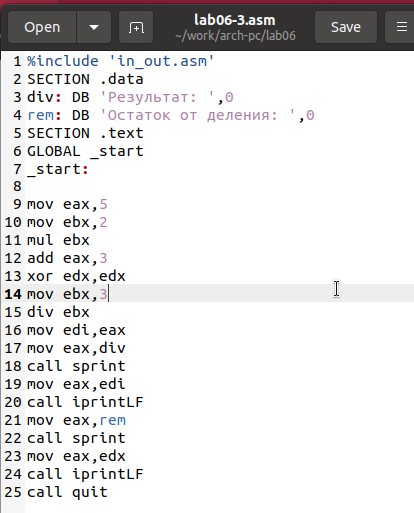 Open
lab06-3.asm
~/work/arch-pc/lab06
Save
1 %include 'in_out.asm'
2 SECTION .data
3 div: DB 'Результат: ',0
4 rem: DB 'Остаток от деления: ',0
5 SECTION .text
6 GLOBAL _start
7 _start:
8
9 mov eax,5
10 mov ebx,2
11 mul ebx
12 add eax,3
13 xor edx,edx
14 mov ebx,3
15 div ebx
16 mov edi,eax
17 mov eax,div
18 call sprint
19 mov eax,edi
20 call iprintLF
21 mov eax,rem
22 call sprint
23 mov eax,edx
24 call iprintLF
25 call quit